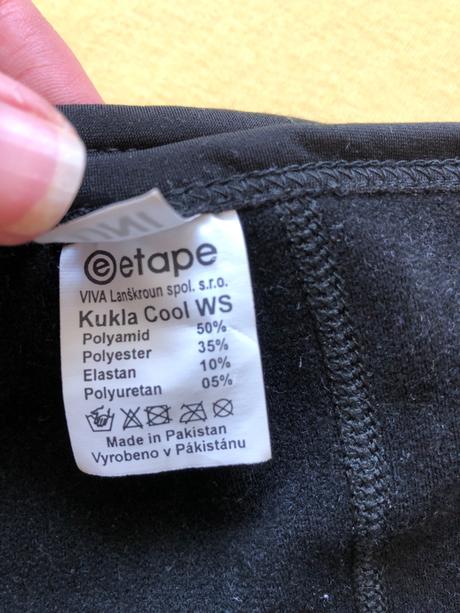 etape
VIVA Lanškroun spol. s.r.o.
Kukla Cool WS
Polyamid 50%
Polyester 35%
Elastan 10%
Polyuretan 05%
Made in Pakistan
Vyrobeno v Pákistánu